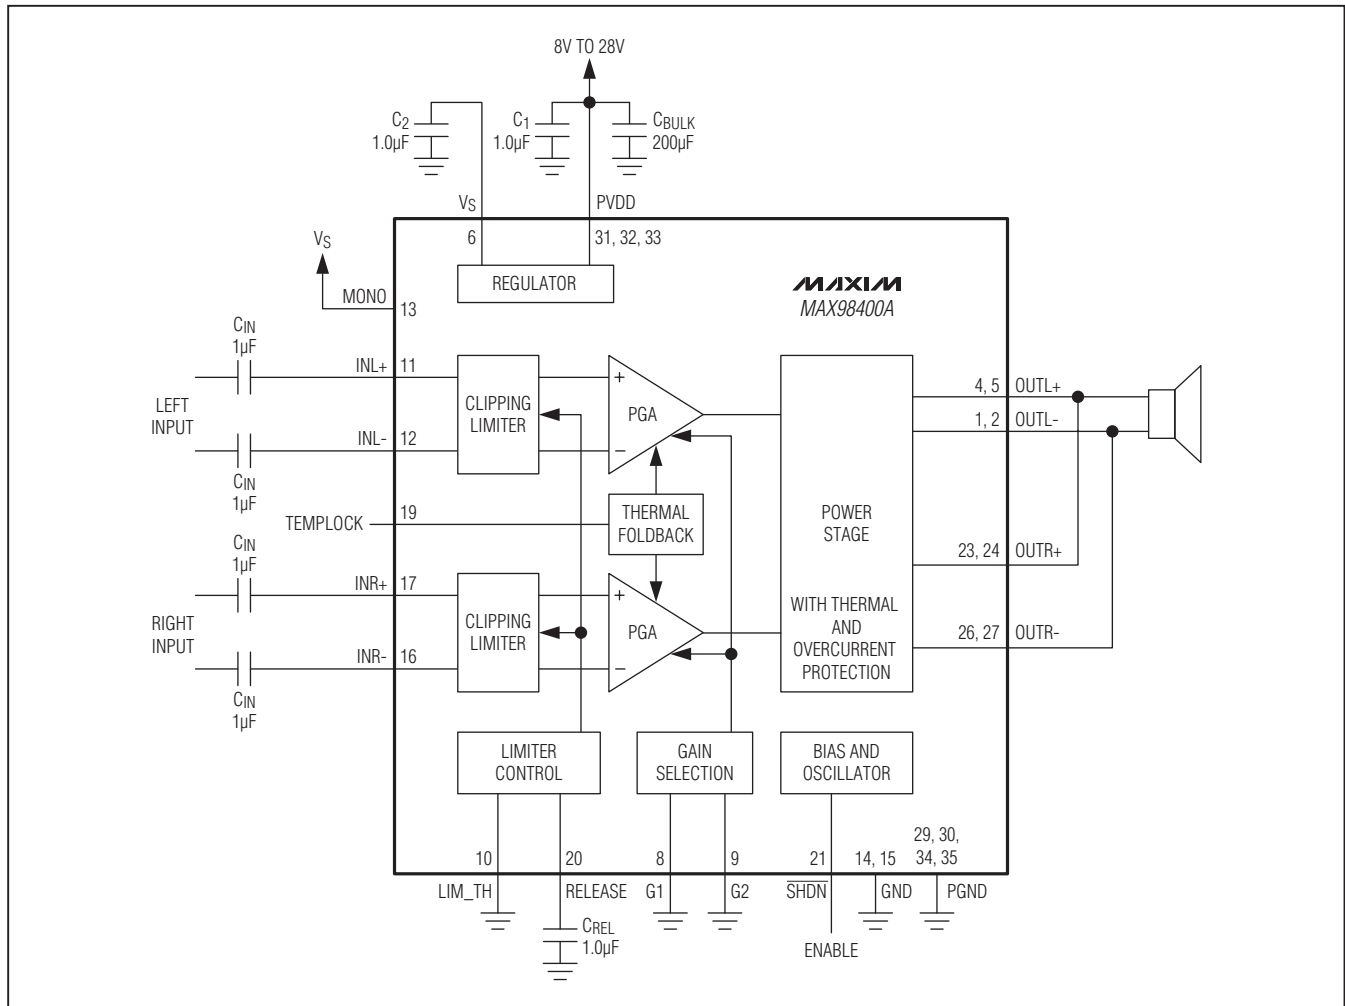 8V TO 28V
C2
1.0µF
C1
1.0µF
CBULK
200µF
VS
PVDD
6
31, 32, 33
VS
REGULATOR
MAXIM
MAX98400A
MONO
13
CIN
1µF
INL+
11
LEFT
INPUT
CLIPPING
LIMITER
+
PGA
−
INL-
12
CIN
1µF
4, 5
OUTL+
1, 2
OUTL-
TEMPLOCK
19
THERMAL
FOLDBACK
POWER
STAGE
WITH THERMAL
AND
OVERCURRENT
PROTECTION
23, 24
OUTR+
26, 27
OUTR-
CIN
1µF
INR+
17
RIGHT
INPUT
CLIPPING
LIMITER
+
PGA
−
INR-
16
CIN
1µF
LIMITER
CONTROL
GAIN
SELECTION
BIAS AND
OSCILLATOR
10
20
8
9
21
14, 15
29, 30,
34, 35
LIM_TH
RELEASE
G1
G2
SHDN
GND
PGND
CREL
1.0µF
ENABLE